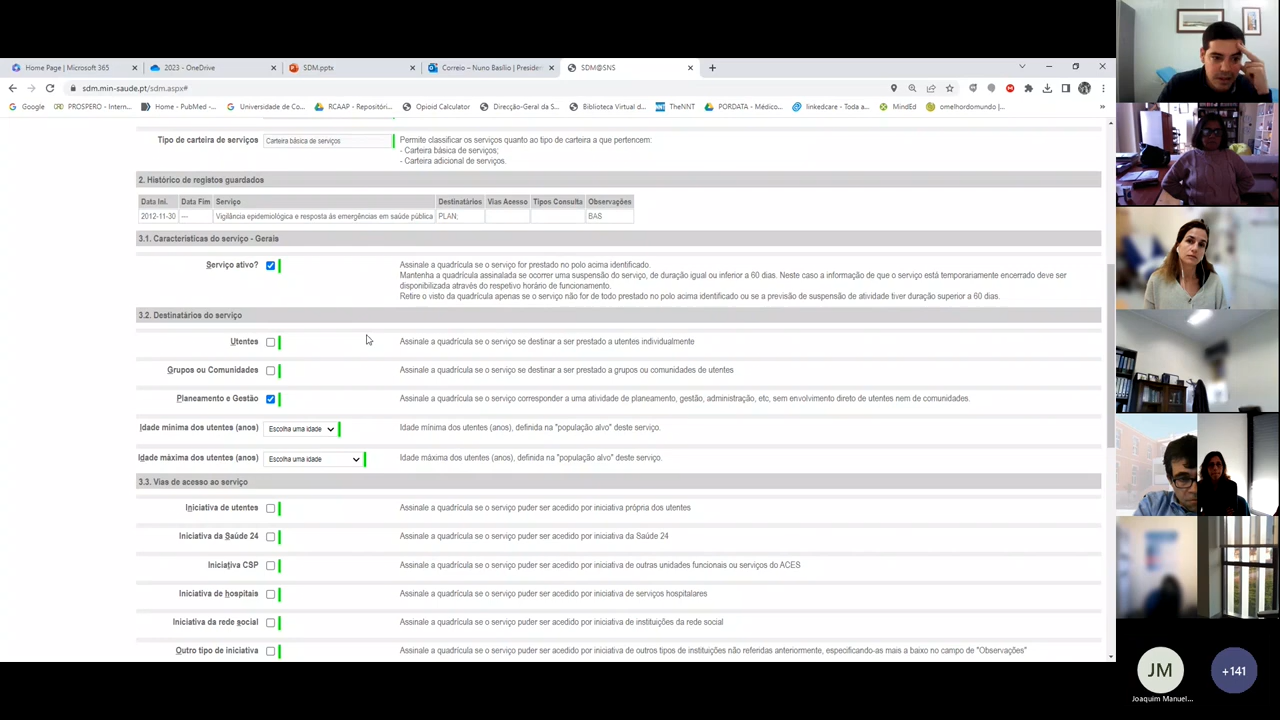 Home Page | Microsoft 365
2023 - OneDrive
SDM.pptx
Correio – Nuno Basílio | President
SDM@SNS
sdm.min-saude.pt/sdm.aspx#
Google
PROSPERO - Intern...
Home - PubMed -...
Universidade de Co...
RCAAP - Repositóri...
Opioid Calculator
Direcção-Geral da S...
Biblioteca Virtual d...
TheNNT
PORDATA - Médico...
linkedcare - Toda a...
MindEd
omelhordomundo |...
Tipo de carteira de serviços
Carteira básica de serviços
Permite classificar os serviços quanto ao tipo de carteira a que pertencem:
- Carteira básica de serviços;
- Carteira adicional de serviços.
2. Histórico de registos guardados
Data Ini. Data Fim Serviço Destinatários Vias Acesso Tipos Consulta Observações
2012-11-30 --- Vigilância epidemiológica e resposta às emergências em saúde pública PLAN; BAS
3.1. Características do serviço - Gerais
Serviço ativo?
Assinale a quadrícula se o serviço for prestado no polo acima identificado.
Mantenha a quadrícula assinalada se ocorrer uma suspensão do serviço, de duração igual ou inferior a 60 dias. Neste caso a informação de que o serviço está temporariamente encerrado deve ser
disponibilizada através do respetivo horário de funcionamento.
Retire o visto da quadrícula apenas se o serviço não for de todo prestado no polo acima identificado ou se a previsão de suspensão de atividade tiver duração superior a 60 dias.
3.2. Destinatários do serviço
Utentes
Assinale a quadrícula se o serviço se destinar a ser prestado a utentes individualmente
Grupos ou Comunidades
Assinale a quadrícula se o serviço se destinar a ser prestado a grupos ou comunidades de utentes
Planeamento e Gestão
Assinale a quadrícula se o serviço corresponder a uma atividade de planeamento, gestão, administração, etc, sem envolvimento direto de utentes nem de comunidades.
Idade mínima dos utentes (anos)
Escolha uma idade
Idade mínima dos utentes (anos), definida na "população alvo" deste serviço.
Idade máxima dos utentes (anos)
Escolha uma idade
Idade máxima dos utentes (anos), definida na "população alvo" deste serviço.
3.3. Vias de acesso ao serviço
Iniciativa de utentes
Assinale a quadrícula se o serviço puder ser acedido por iniciativa própria dos utentes
Iniciativa da Saúde 24
Assinale a quadrícula se o serviço puder ser acedido por iniciativa da Saúde 24
Iniciativa CSP
Assinale a quadrícula se o serviço puder ser acedido por iniciativa de outras unidades funcionais ou serviços do ACES
Iniciativa de hospitais
Assinale a quadrícula se o serviço puder ser acedido por iniciativa de serviços hospitalares
Iniciativa da rede social
Assinale a quadrícula se o serviço puder ser acedido por iniciativa de instituições da rede social
Outro tipo de iniciativa
Assinale a quadrícula se o serviço puder ser acedido por iniciativa de outros tipos de instituições não referidas anteriormente, especificando-as mais a baixo no campo de "Observações"
JM
+141
Joaquim Manuel...